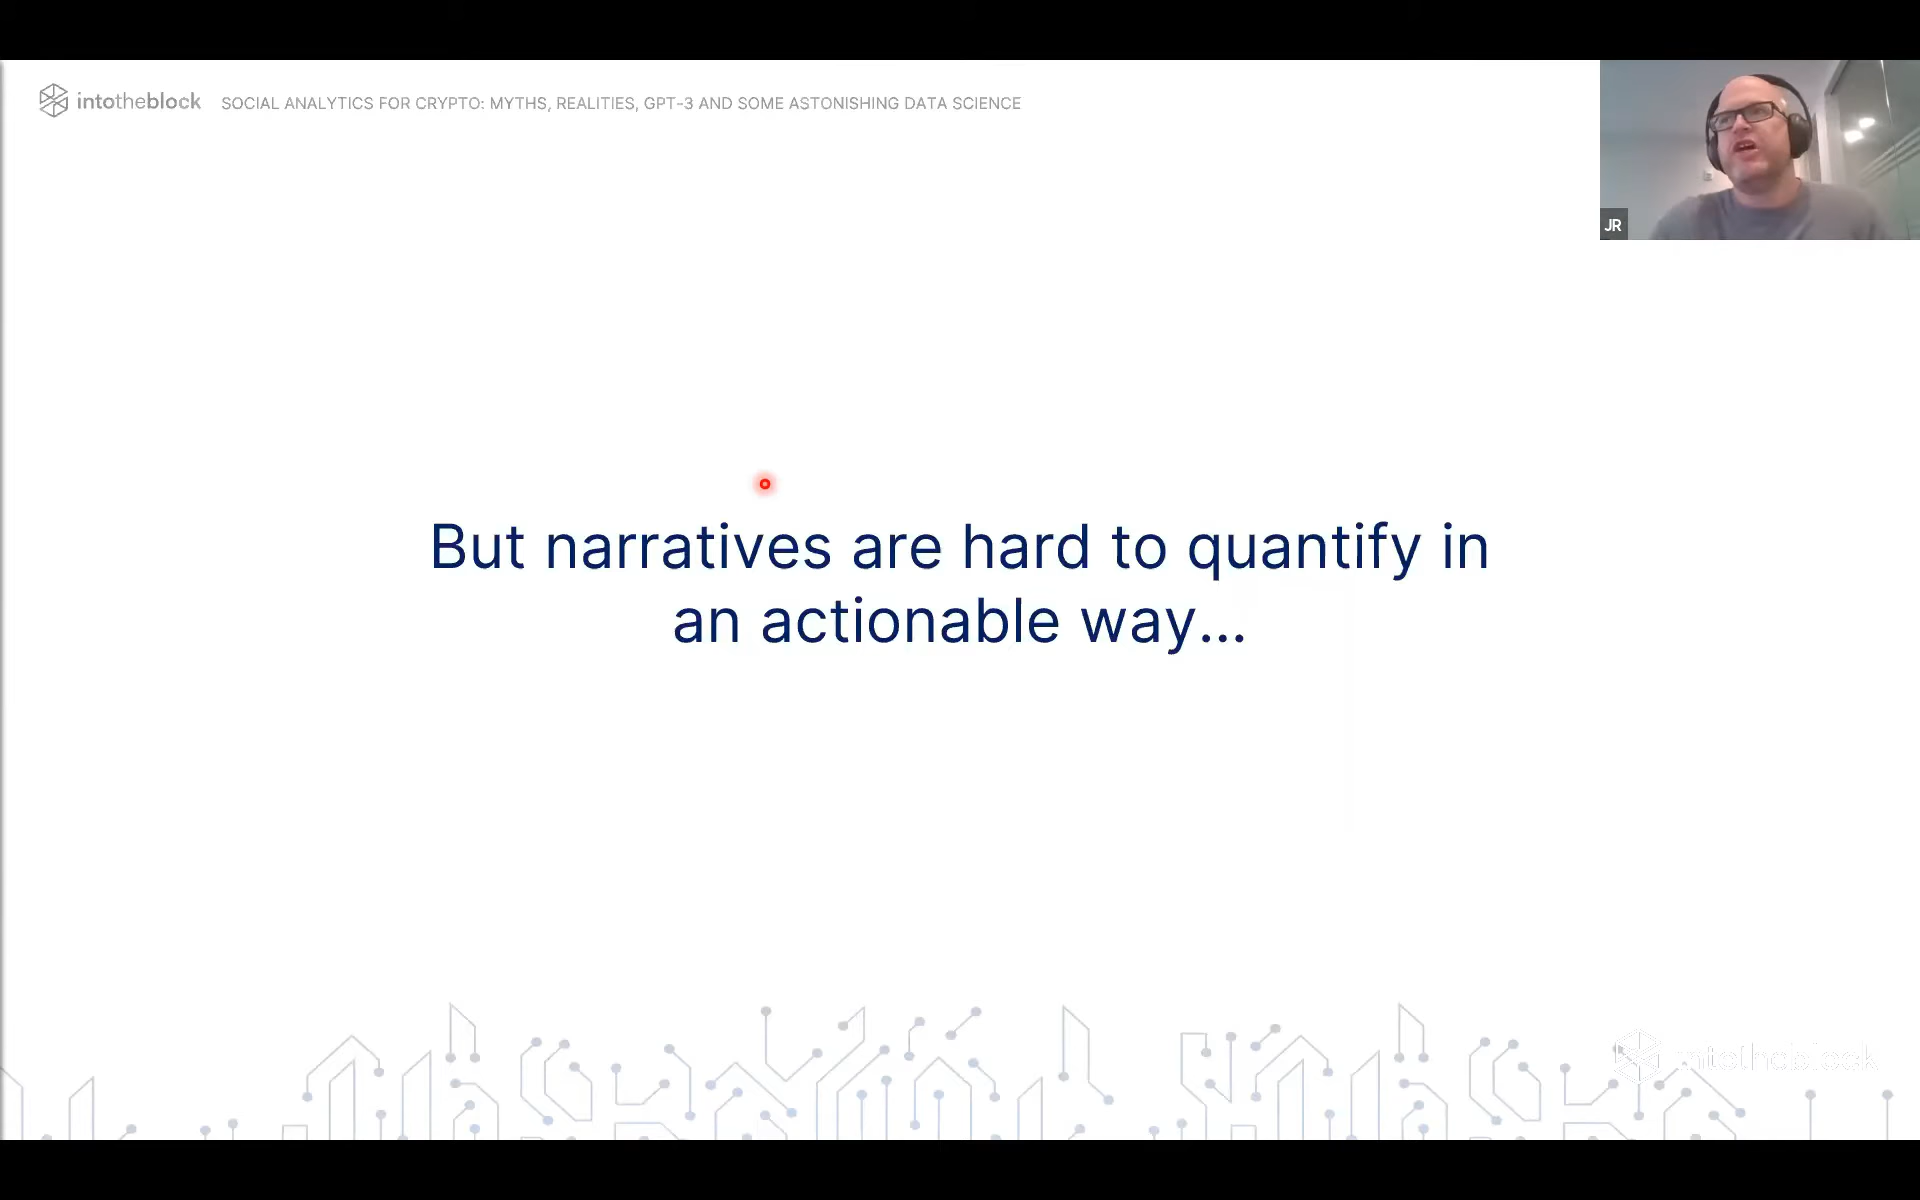 intotheblock SOCIAL ANALYTICS FOR CRYPTO: MYTHS, REALITIES, GPT-3 AND SOME ASTONISHING DATA SCIENCE
JR
But narratives are hard to quantify in
an actionable way...
intotheblock